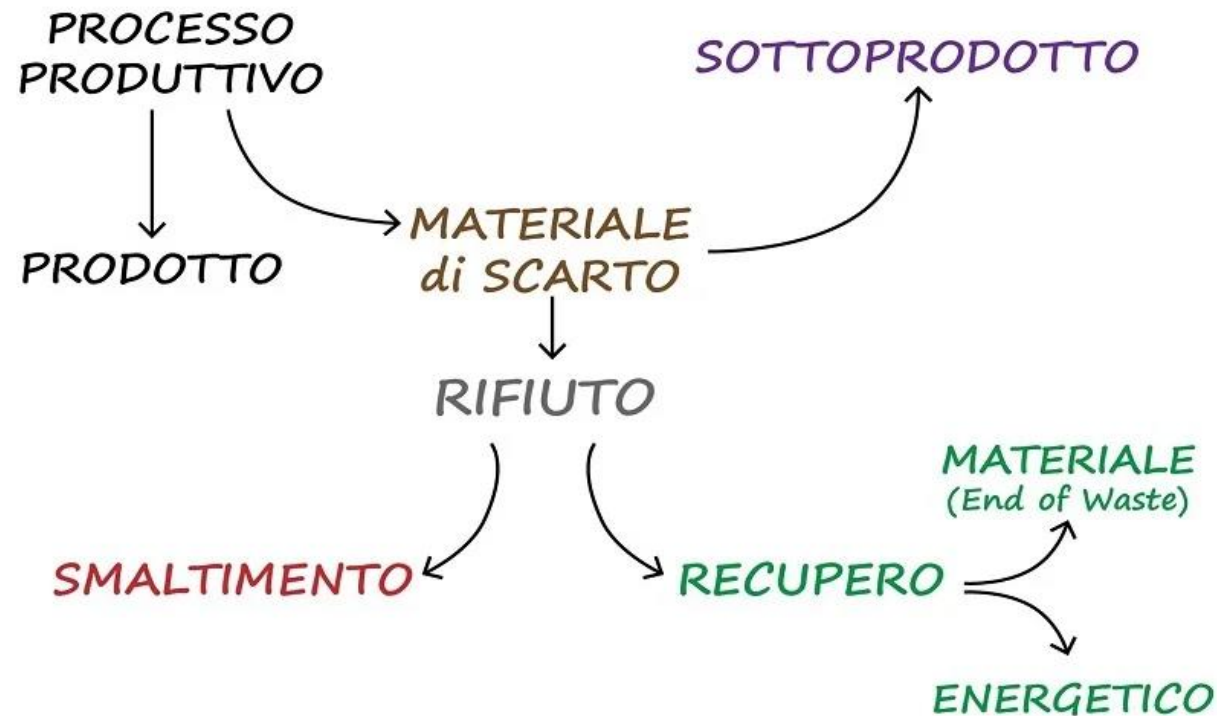 PROCESSO
PRODUTTIVO
SOTTOPRODOTTO
PRODOTTO
MATERIALE
di SCARTO
RIFIUTO
SMALTIMENTO
RECUPERO
MATERIALE
(End of Waste)
ENERGETICO